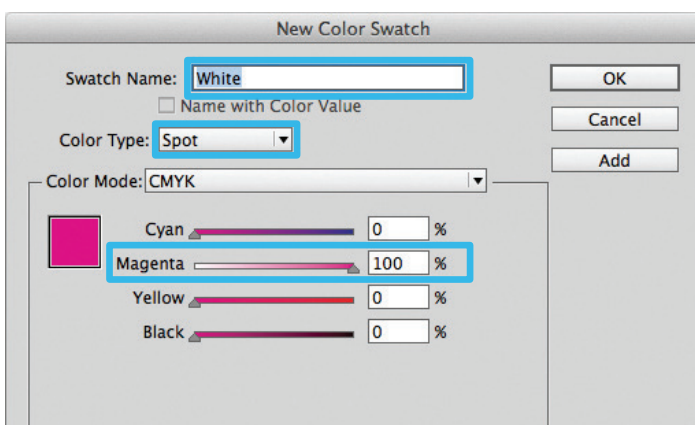 New Color Swatch
Swatch Name: White
Name with Color Value
Color Type: Spot
Color Mode: CMYK
Cyan 0 %
Magenta 100 %
Yellow 0 %
Black 0 %
OK
Cancel
Add